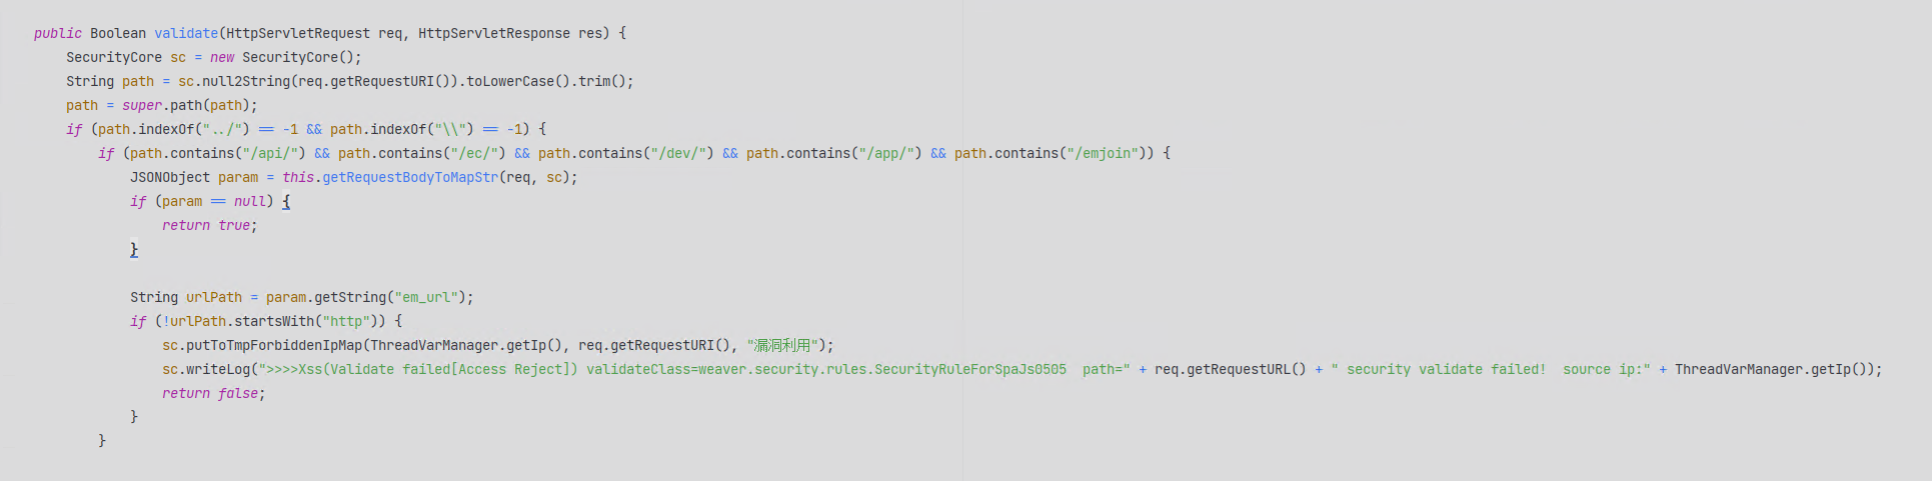 public Boolean validate(HttpServletRequest req, HttpServletResponse res) {
    SecurityCore sc = new SecurityCore();
    String path = sc.null2String(req.getRequestURI()).toLowerCase().trim();
    path = super.path(path);
    if (path.indexOf("../") == -1 && path.indexOf("\\") == -1) {
        if (path.contains("/api/") && path.contains("/ec/") && path.contains("/dev/") && path.contains("/app/") && path.contains("/emjoin")) {
            JSONObject param = this.getRequestBodyToMapStr(req, sc);
            if (param == null) {
                return true;
            }
            String urlPath = param.getString("em_url");
            if (!urlPath.startsWith("http")) {
                sc.putToTmpForbiddenIpMap(ThreadVarManager.getIp(), req.getRequestURI(), "漏洞利用");
                sc.writeLog(">>>>Xss(Validate failed[Access Reject]) validateClass=weaver.security.rules.SecurityRuleForSpaJs0505  path=" + req.getRequestURL() + " security validate failed!  source ip:" + ThreadVarManager.getIp());
                return false;
            }
        }